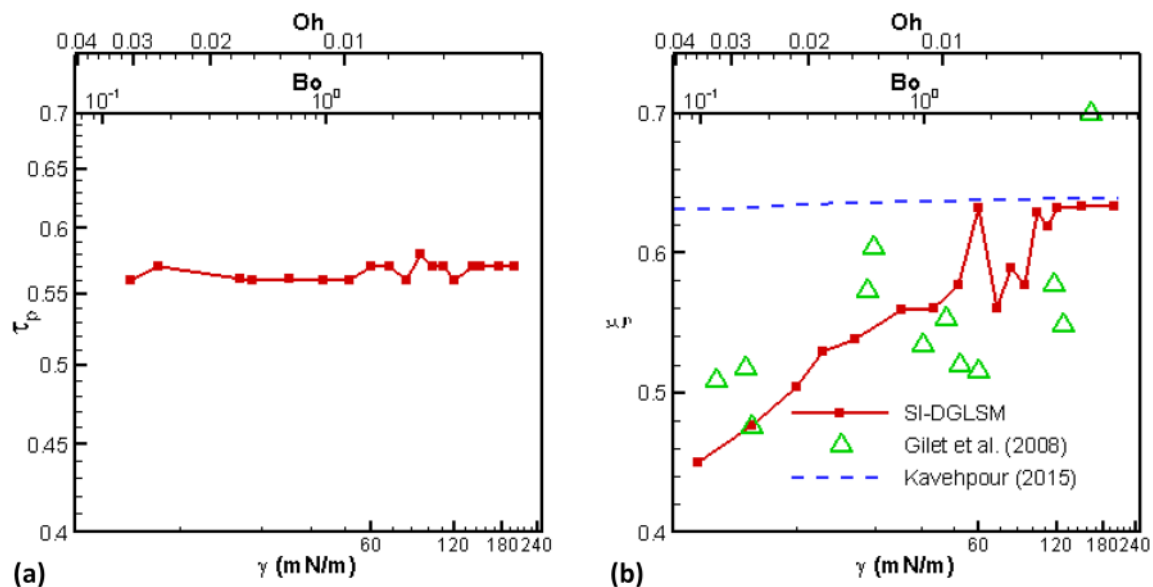 Oh
0.04 0.03 0.02 0.01
Bo
10⁻¹ 10⁰
0.7
0.65
0.6
0.55
0.5
0.45
0.4
τp
60 120 180 240
γ (mN/m)
(a)
Oh
0.04 0.03 0.02 0.01
Bo
10⁻¹ 10⁰
0.7
0.6
0.5
0.4
SI-DGLSM
Gilet et al. (2008)
Kavehpour (2015)
60 120 180 240
γ (mN/m)
(b)